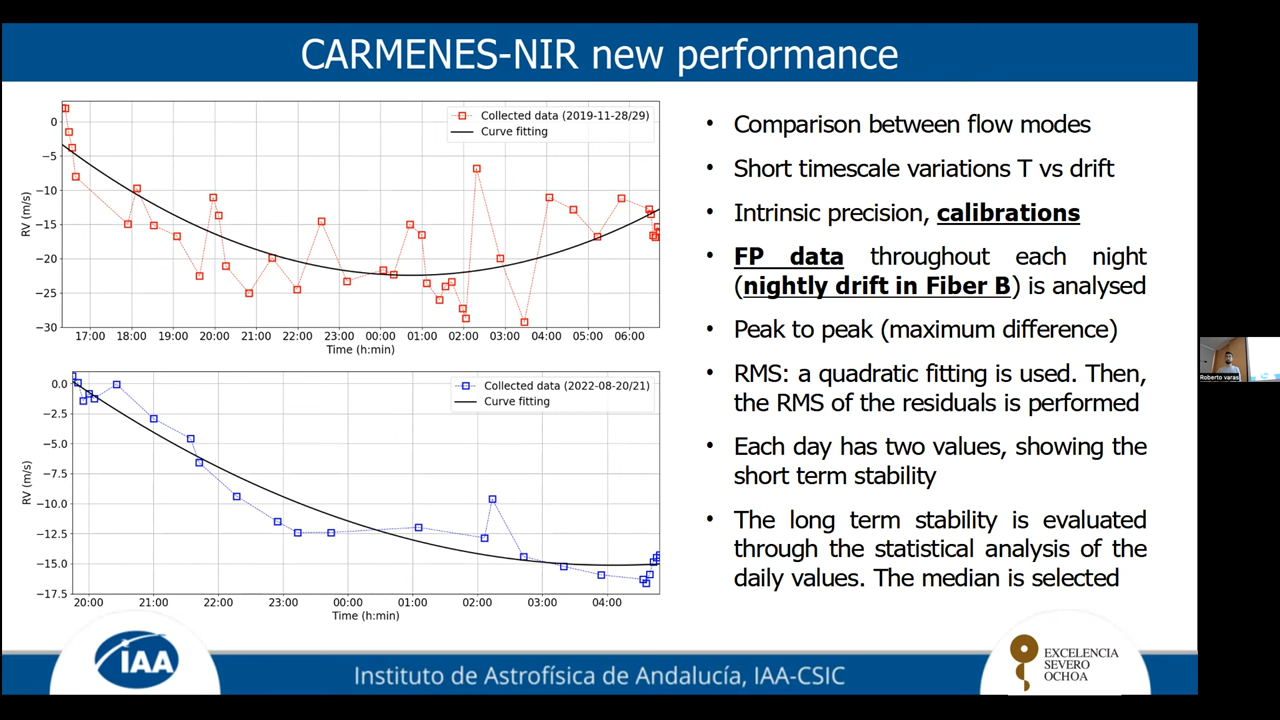 CARMENES-NIR new performance
Collected data (2019-11-28/29)
Curve fitting
RV (m/s)
0
−5
−10
−15
−20
−25
−30
17:00 18:00 19:00 20:00 21:00 22:00 23:00 00:00 01:00 02:00 03:00 04:00 05:00 06:00
Time (h:min)
Collected data (2022-08-20/21)
Curve fitting
RV (m/s)
0.0
−2.5
−5.0
−7.5
−10.0
−12.5
−15.0
−17.5
20:00 21:00 22:00 23:00 00:00 01:00 02:00 03:00 04:00
Time (h:min)
• Comparison between flow modes
• Short timescale variations T vs drift
• Intrinsic precision, calibrations
• FP data throughout each night
(nightly drift in Fiber B) is analysed
• Peak to peak (maximum difference)
• RMS: a quadratic fitting is used. Then,
the RMS of the residuals is performed
• Each day has two values, showing the
short term stability
• The long term stability is evaluated
through the statistical analysis of the
daily values. The median is selected
Roberto varas
IAA
Instituto de Astrofísica de Andalucía, IAA-CSIC
EXCELENCIA
SEVERO
OCHOA